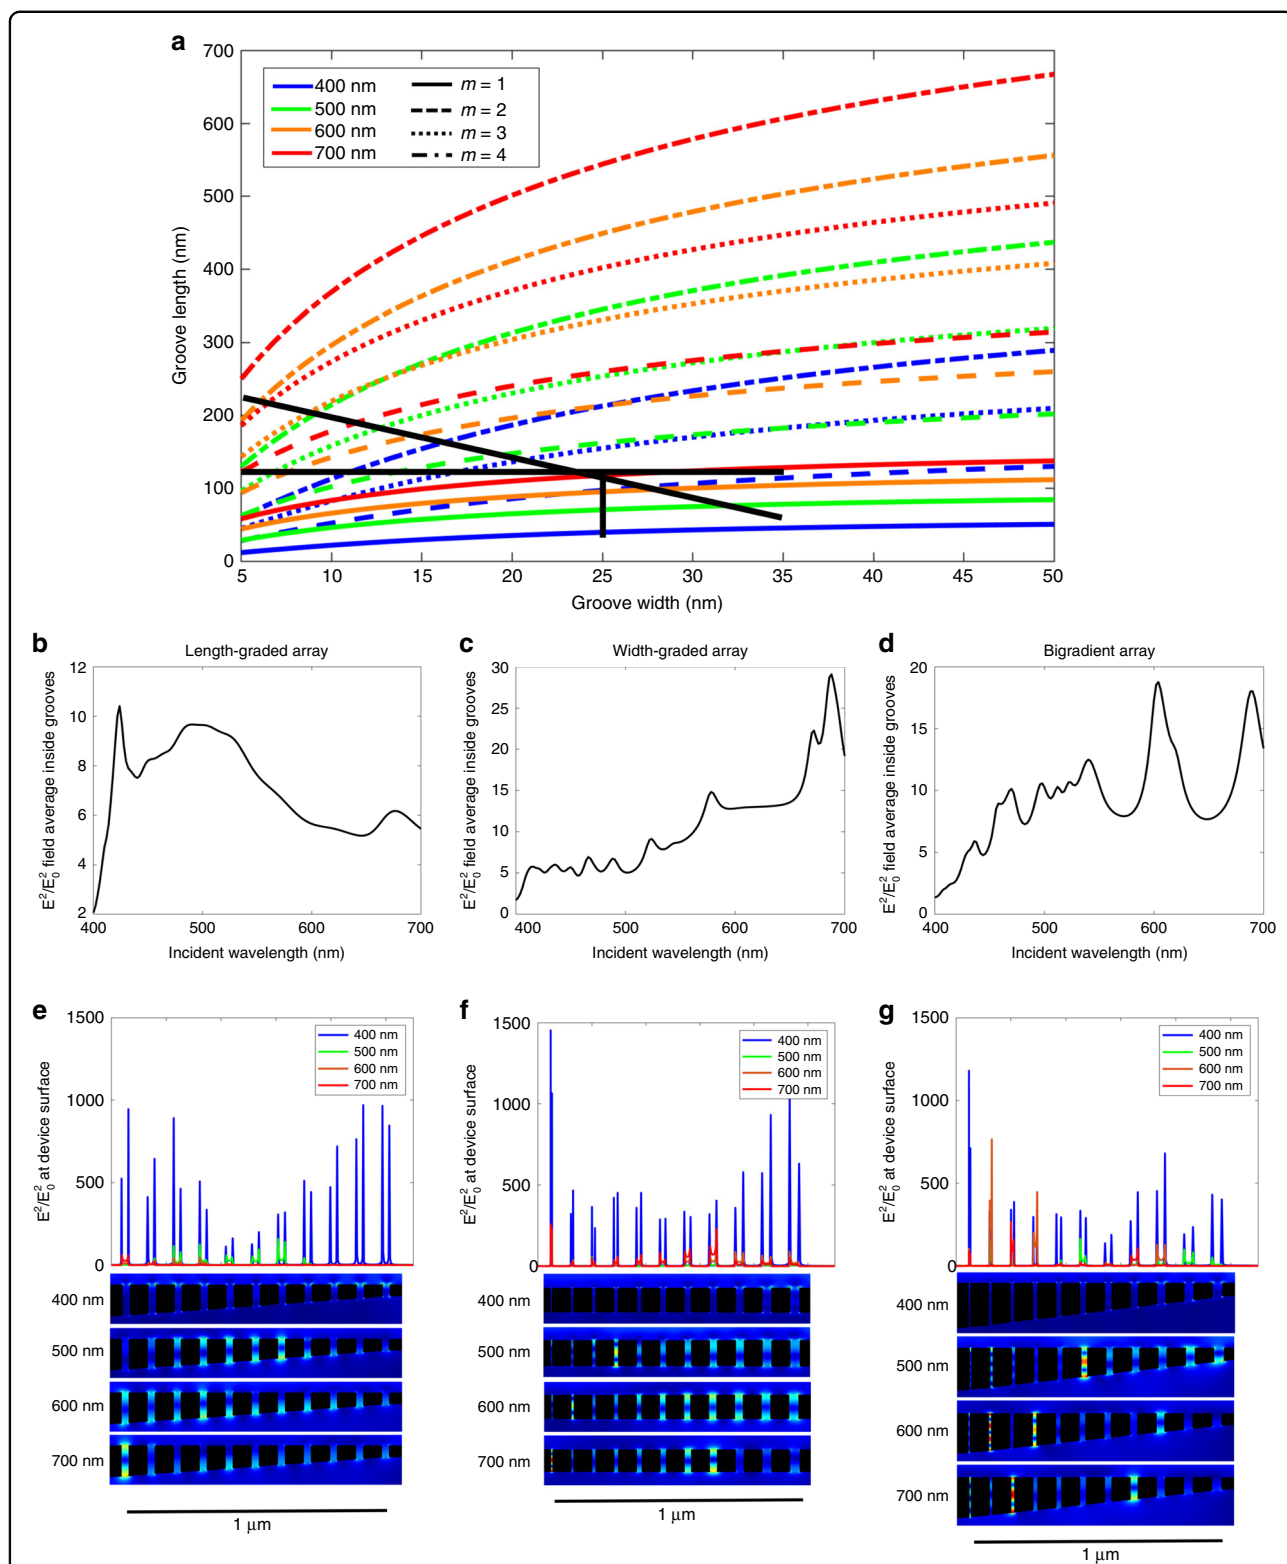 a
700
600
500
400
300
200
100
0
Groove length (nm)
400 nm
500 nm
600 nm
700 nm
m = 1
m = 2
m = 3
m = 4
5 10 15 20 25 30 35 40 45 50
Groove width (nm)
b
Length-graded array
12
10
8
6
4
2
E²/E₀² field average inside grooves
400 500 600 700
Incident wavelength (nm)
c
Width-graded array
30
25
20
15
10
5
0
E²/E₀² field average inside grooves
400 500 600 700
Incident wavelength (nm)
d
Bigradient array
20
15
10
5
0
E²/E₀² field average inside grooves
400 500 600 700
Incident wavelength (nm)
e
1500
1000
500
0
E²/E₀² at device surface
400 nm
500 nm
600 nm
700 nm
400 nm
500 nm
600 nm
700 nm
1 μm
f
1500
1000
500
0
E²/E₀² at device surface
400 nm
500 nm
600 nm
700 nm
400 nm
500 nm
600 nm
700 nm
1 μm
g
1500
1000
500
0
E²/E₀² at device surface
400 nm
500 nm
600 nm
700 nm
400 nm
500 nm
600 nm
700 nm
1 μm